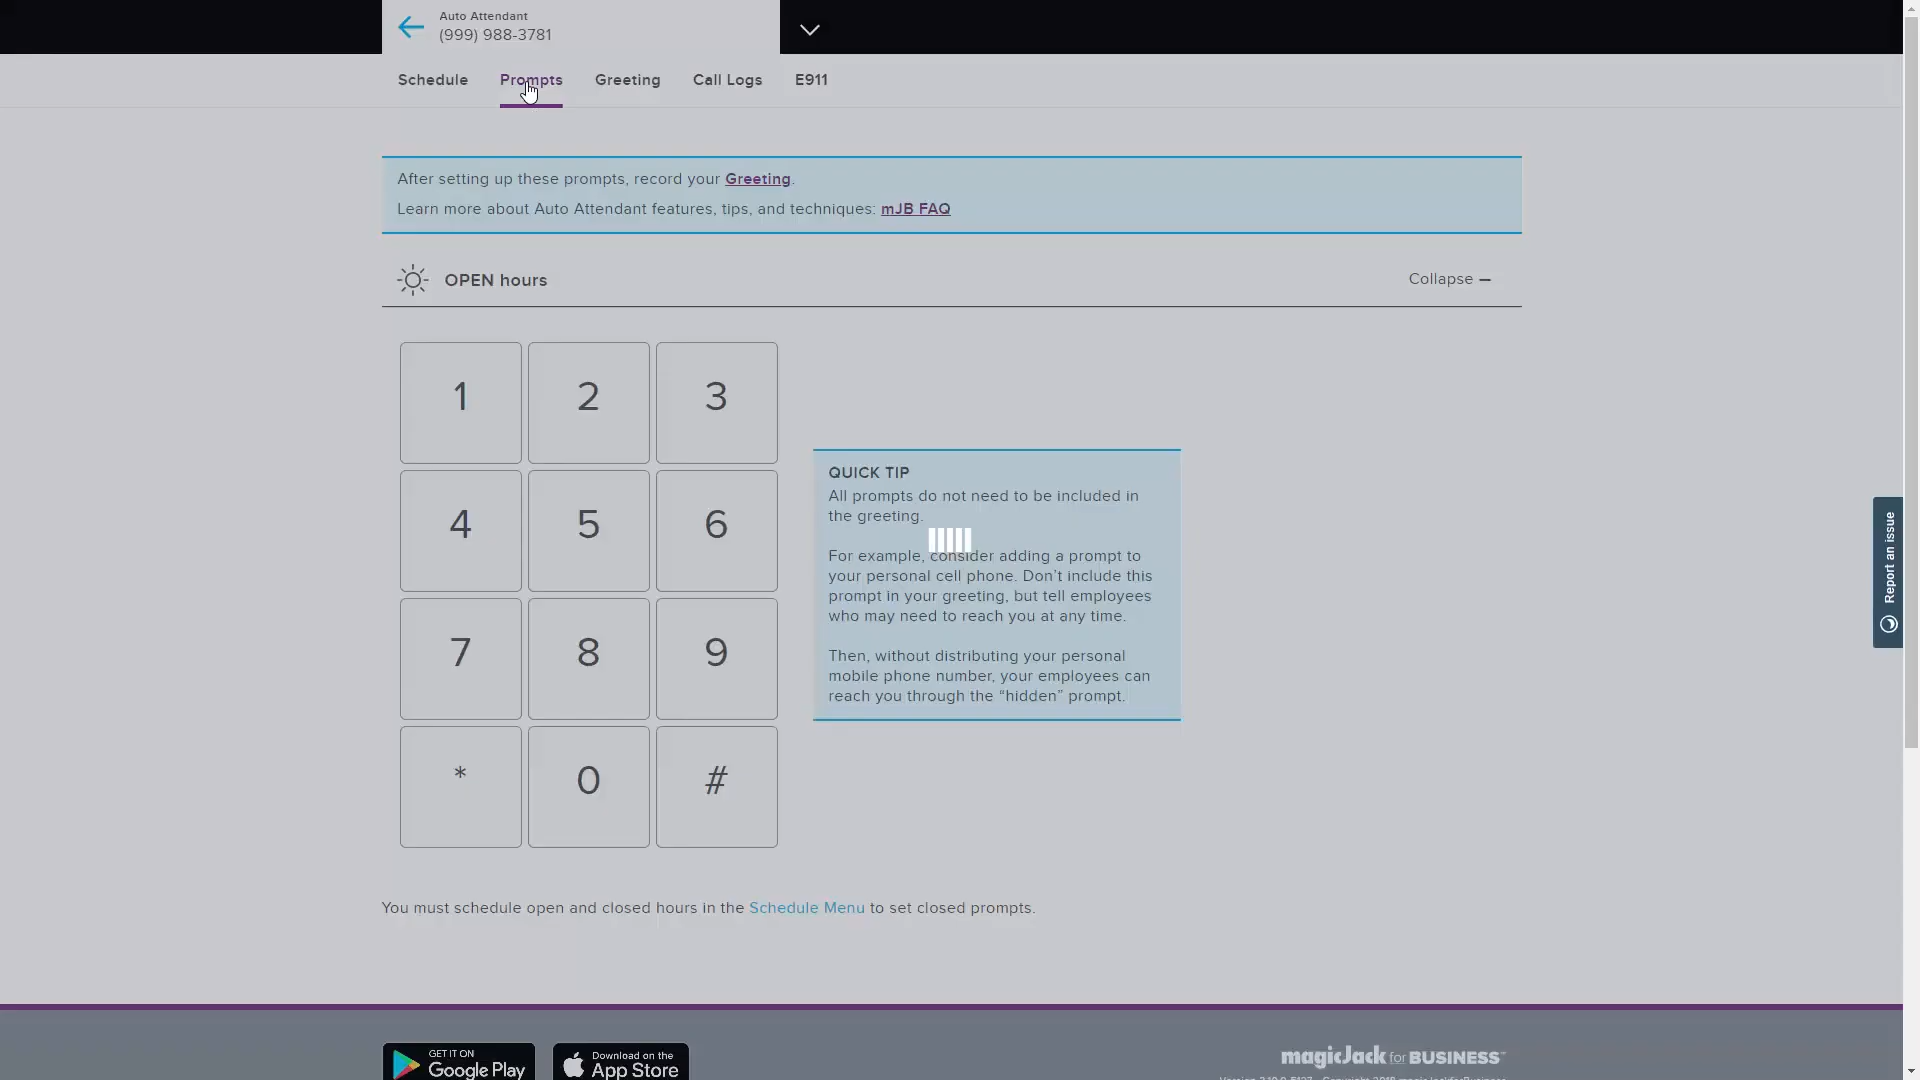 Auto Attendant
(999) 988-3781
Schedule Prompts Greeting Call Logs E911
After setting up these prompts, record your Greeting.
Learn more about Auto Attendant features, tips, and techniques: mJB FAQ
OPEN hours
Collapse
1 2 3
4 5 6
7 8 9
* 0 #
QUICK TIP
All prompts do not need to be included in
the greeting.
For example, consider adding a prompt to
your personal cell phone. Don't include this
prompt in your greeting, but tell employees
who may need to reach you at any time.
Then, without distributing your personal
mobile phone number, your employees can
reach you through the “hidden” prompt.
Report an issue
You must schedule open and closed hours in the Schedule Menu to set closed prompts.
GET IT ON
Google Play
Download on the
App Store
magicJack for BUSINESS